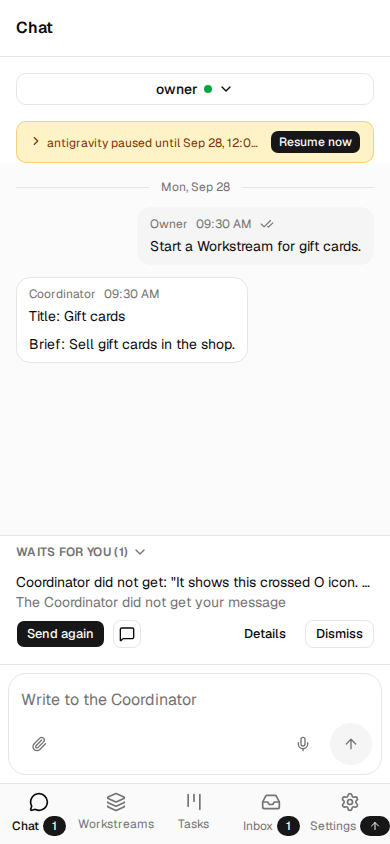 Chat
owner
antigravity paused until Sep 28, 12:0…
Resume now
Mon, Sep 28
Owner 09:30 AM
Start a Workstream for gift cards.
Coordinator 09:30 AM
Title: Gift cards
Brief: Sell gift cards in the shop.
WAITS FOR YOU (1)
Coordinator did not get: "It shows this crossed O icon. …
The Coordinator did not get your message
Send again
Details
Dismiss
Write to the Coordinator
Chat 1
Workstreams
Tasks
Inbox 1
Settings